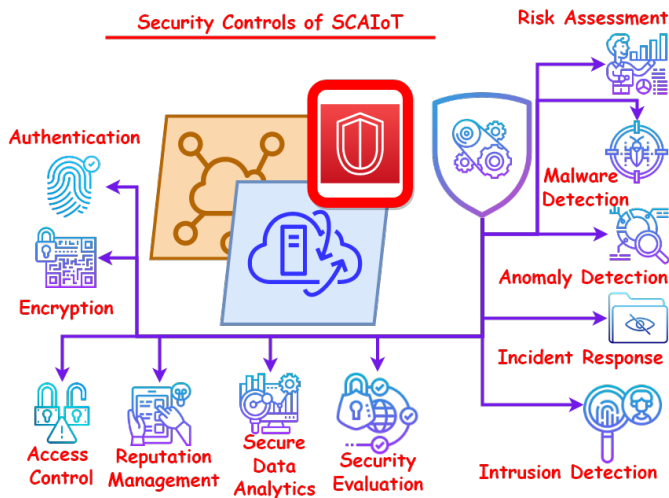 Security Controls of SCAIoT
Risk Assessment
Authentication
Malware
Detection
Encryption
Anomaly Detection
Incident Response
Access
Control
Reputation
Management
Secure
Data
Analytics
Security
Evaluation
Intrusion Detection